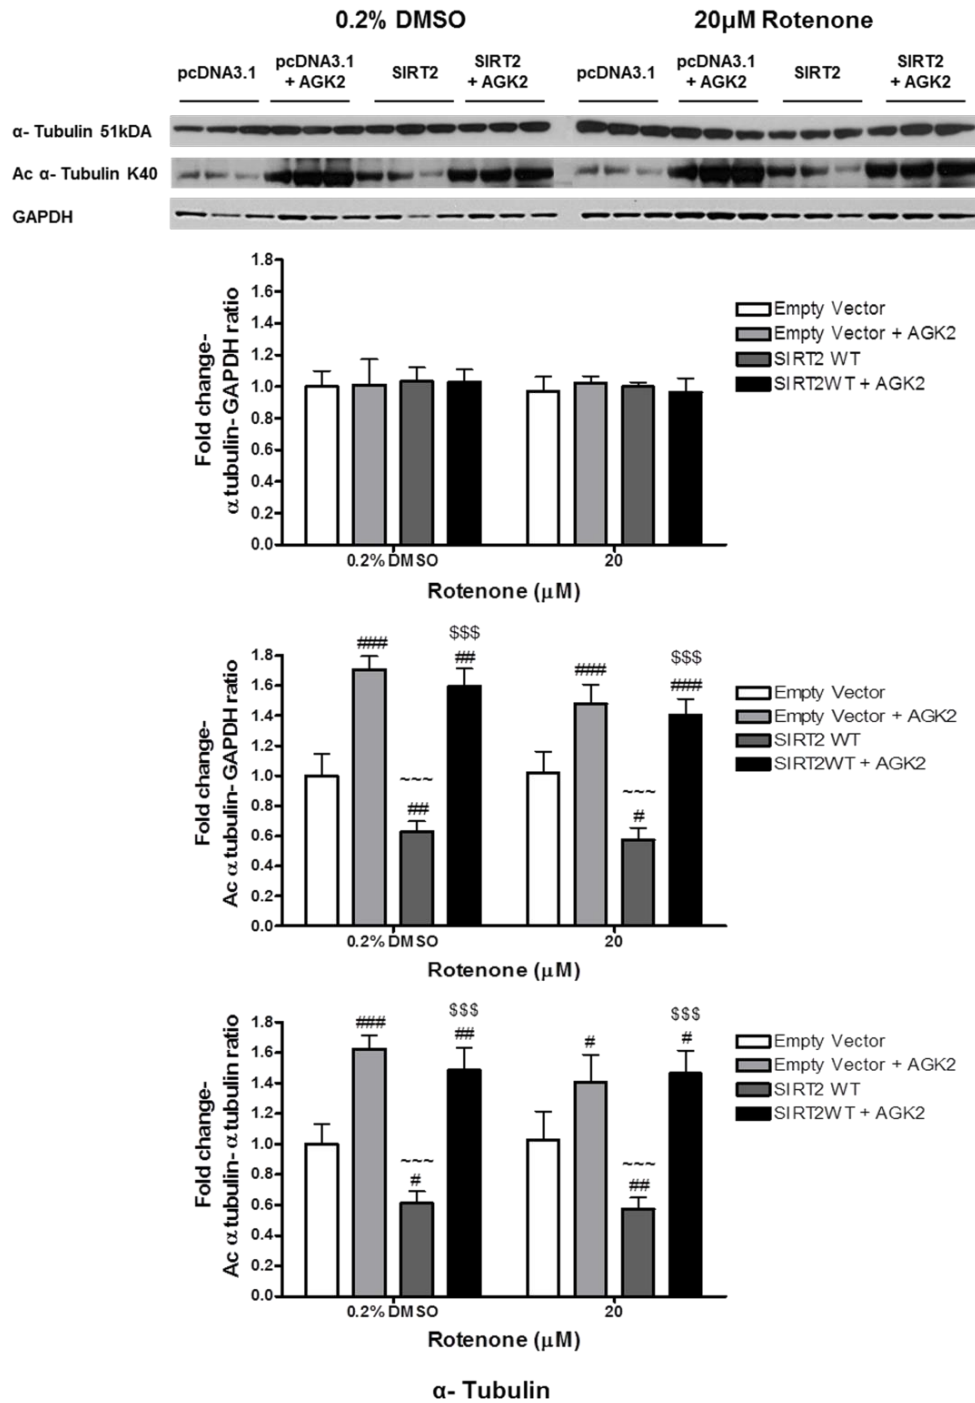 0.2% DMSO 20µM Rotenone
pcDNA3.1 pcDNA3.1 + AGK2 SIRT2 SIRT2 + AGK2 pcDNA3.1 pcDNA3.1 + AGK2 SIRT2 SIRT2 + AGK2
α- Tubulin 51kDA
Ac α- Tubulin K40
GAPDH
Fold change-
α tubulin- GAPDH ratio
1.8
1.6
1.4
1.2
1.0
0.8
0.6
0.4
0.2
0.0
0.2% DMSO 20
Rotenone (µM)
Empty Vector
Empty Vector + AGK2
SIRT2 WT
SIRT2WT + AGK2
Fold change-
Ac α tubulin- GAPDH ratio
1.8
1.6
1.4
1.2
1.0
0.8
0.6
0.4
0.2
0.0
###
~~~
##
$$$
##
###
~~~
#
$$$
###
0.2% DMSO 20
Rotenone (µM)
Empty Vector
Empty Vector + AGK2
SIRT2 WT
SIRT2WT + AGK2
Fold change-
Ac α tubulin- α tubulin ratio
1.8
1.6
1.4
1.2
1.0
0.8
0.6
0.4
0.2
0.0
###
~~~
#
$$$
##
#
~~~
##
$$$
#
0.2% DMSO 20
Rotenone (µM)
Empty Vector
Empty Vector + AGK2
SIRT2 WT
SIRT2WT + AGK2
α- Tubulin